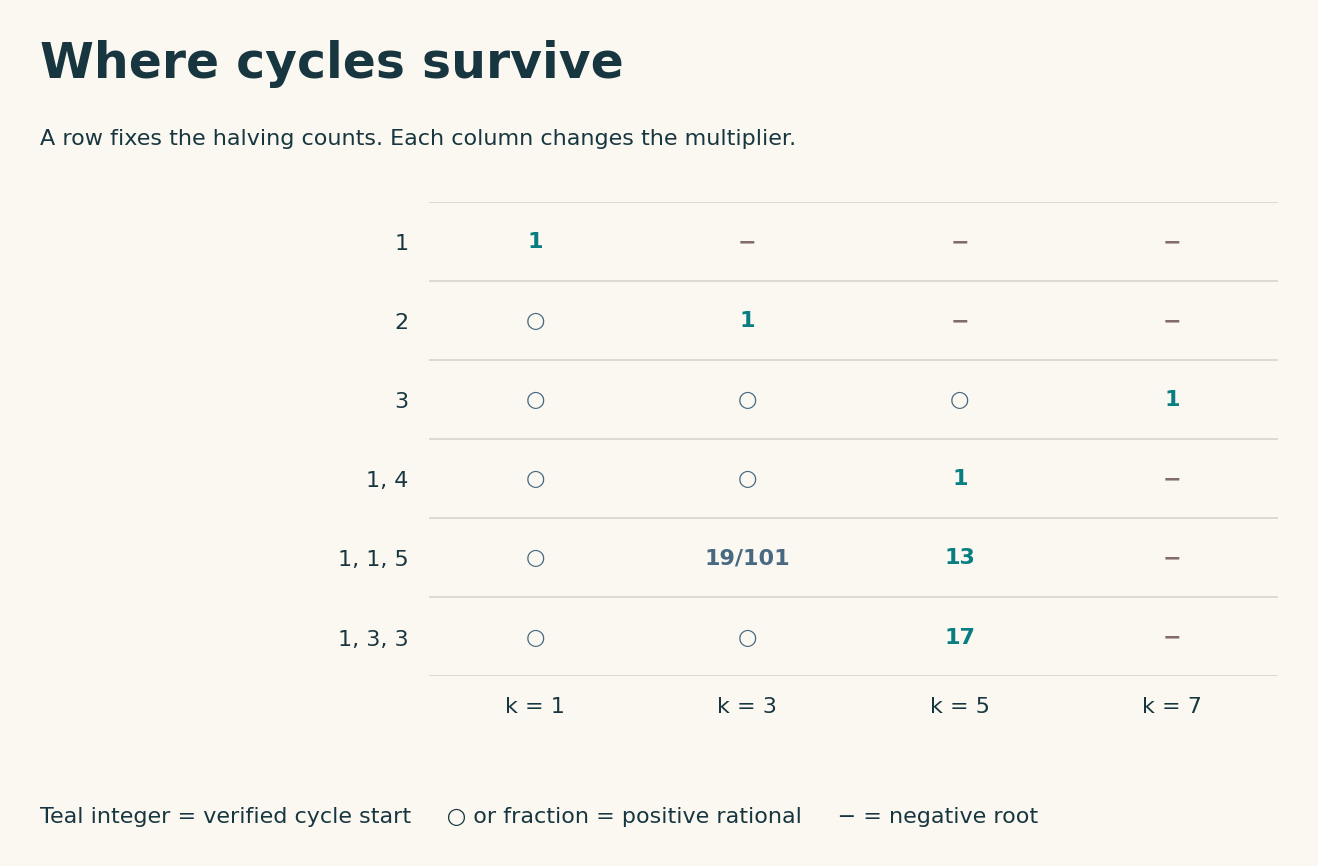 Where cycles survive
A row fixes the halving counts. Each column changes the multiplier.
1 1 − − −
2 ○ 1 − −
3 ○ ○ ○ 1
1, 4 ○ ○ 1 −
1, 1, 5 ○ 19/101 13 −
1, 3, 3 ○ ○ 17 −
k = 1 k = 3 k = 5 k = 7
Teal integer = verified cycle start ○ or fraction = positive rational − = negative root